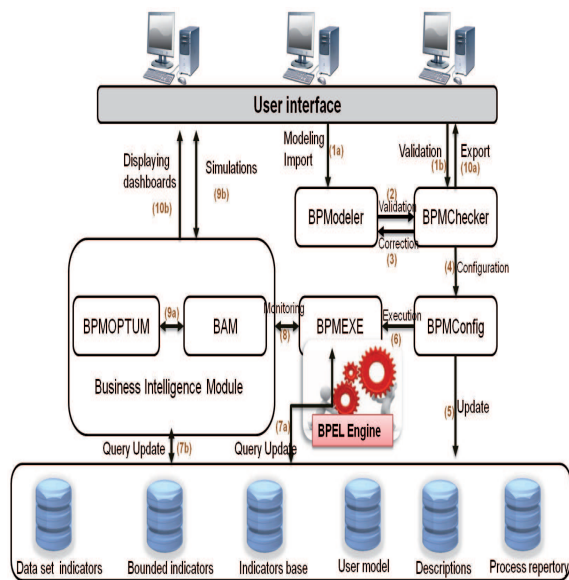 User interface
Displaying
dashboards
(10b)
Simulations
(9b)
Modeling
Import
(1a)
Validation
(1b)
Export
(10a)
BPModeler
(2)
Validation
Correction
(3)
BPMChecker
(4) Configuration
BPMOPTUM
(9a)
BAM
Monitoring
(8)
BPMEXE
Execution
(6)
BPMConfig
Business Intelligence Module
BPEL Engine
(5) Update
Query Update (7b)
(7a)
Query Update
Data set indicators
Bounded indicators
Indicators base
User model
Descriptions
Process repertory